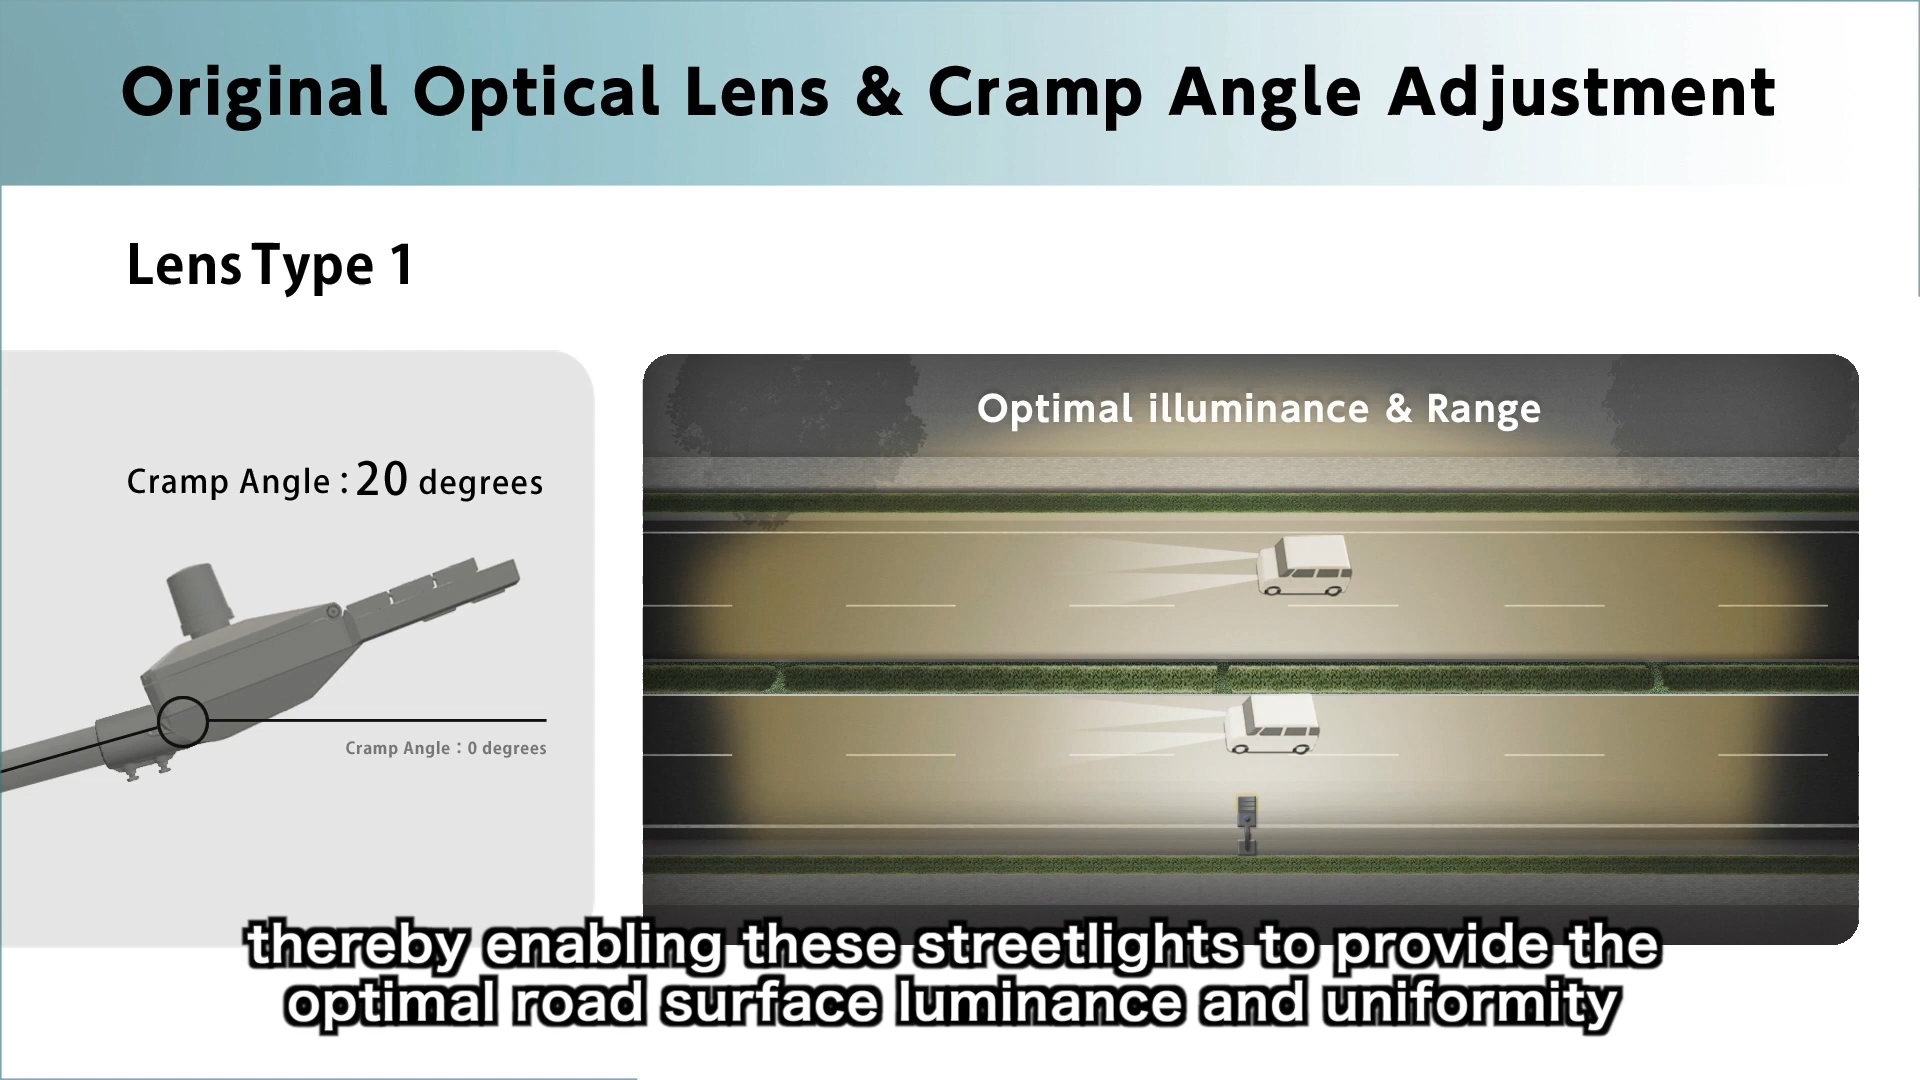 Original Optical Lens & Cramp Angle Adjustment
Lens Type 1
Cramp Angle : 20 degrees
Cramp Angle : 0 degrees
Optimal illuminance & Range
thereby enabling these streetlights to provide the
optimal road surface luminance and uniformity